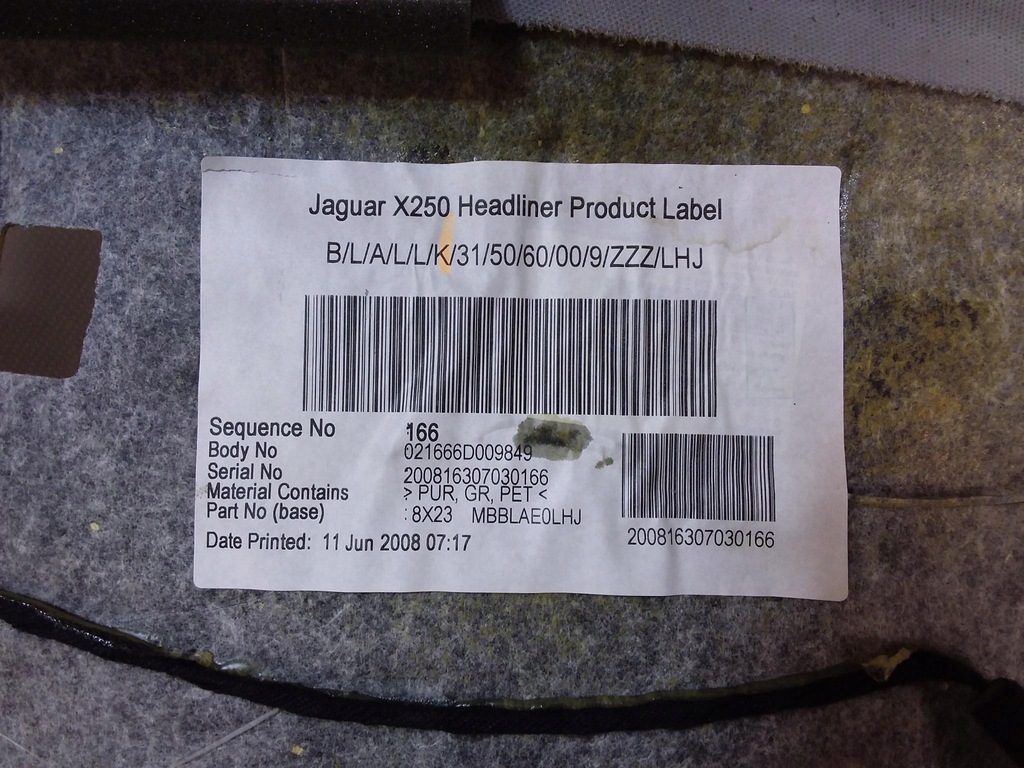 Jaguar X250 Headliner Product Label
B/L/A/L/L/K/31/50/60/00/9/ZZZ/LHJ
Sequence No 166
Body No 021666D009849
Serial No 200816307030166
Material Contains > PUR, GR, PET <
Part No (base) : 8X23 MBBLAE0LHJ
Date Printed: 11 Jun 2008 07:17
200816307030166